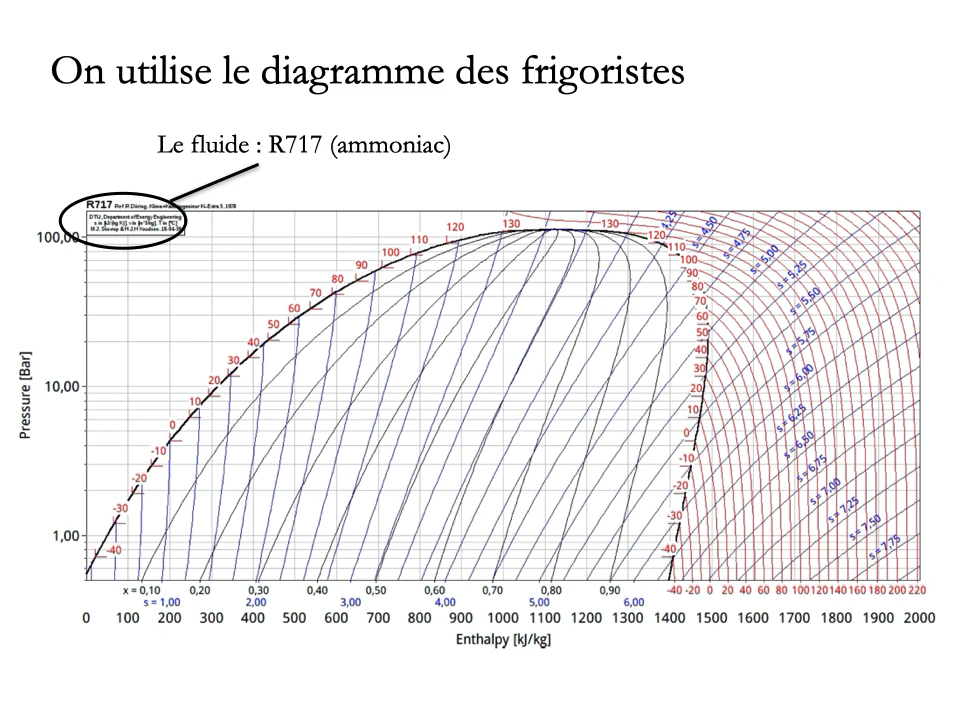 On utilise le diagramme des frigoristes
Le fluide : R717 (ammoniac)
R717
DTU, Department of Energy Engineering
130 130
120 120
110 110
100 100
90 90
80 80
70 70
60 60
50 50
40 40
30 30
20 20
10 10
0 0
-10 -10
-20 -20
-30 -30
-40 -40
4,25
s = 4,50
s = 4,75
s = 5,00
s = 5,25
s = 5,50
s = 5,75
s = 6,00
s = 6,25
s = 6,50
s = 6,75
s = 7,00
s = 7,25
s = 7,50
s = 7,75
100,00
10,00
1,00
Pressure [Bar]
x = 0,10 0,20 0,30 0,40 0,50 0,60 0,70 0,80 0,90 -40 -20 0 20 40 60 80 100 120 140 160 180 200 220
s = 1,00 2,00 3,00 4,00 5,00 6,00
0 100 200 300 400 500 600 700 800 900 1000 1100 1200 1300 1400 1500 1600 1700 1800 1900 2000
Enthalpy [kJ/kg]